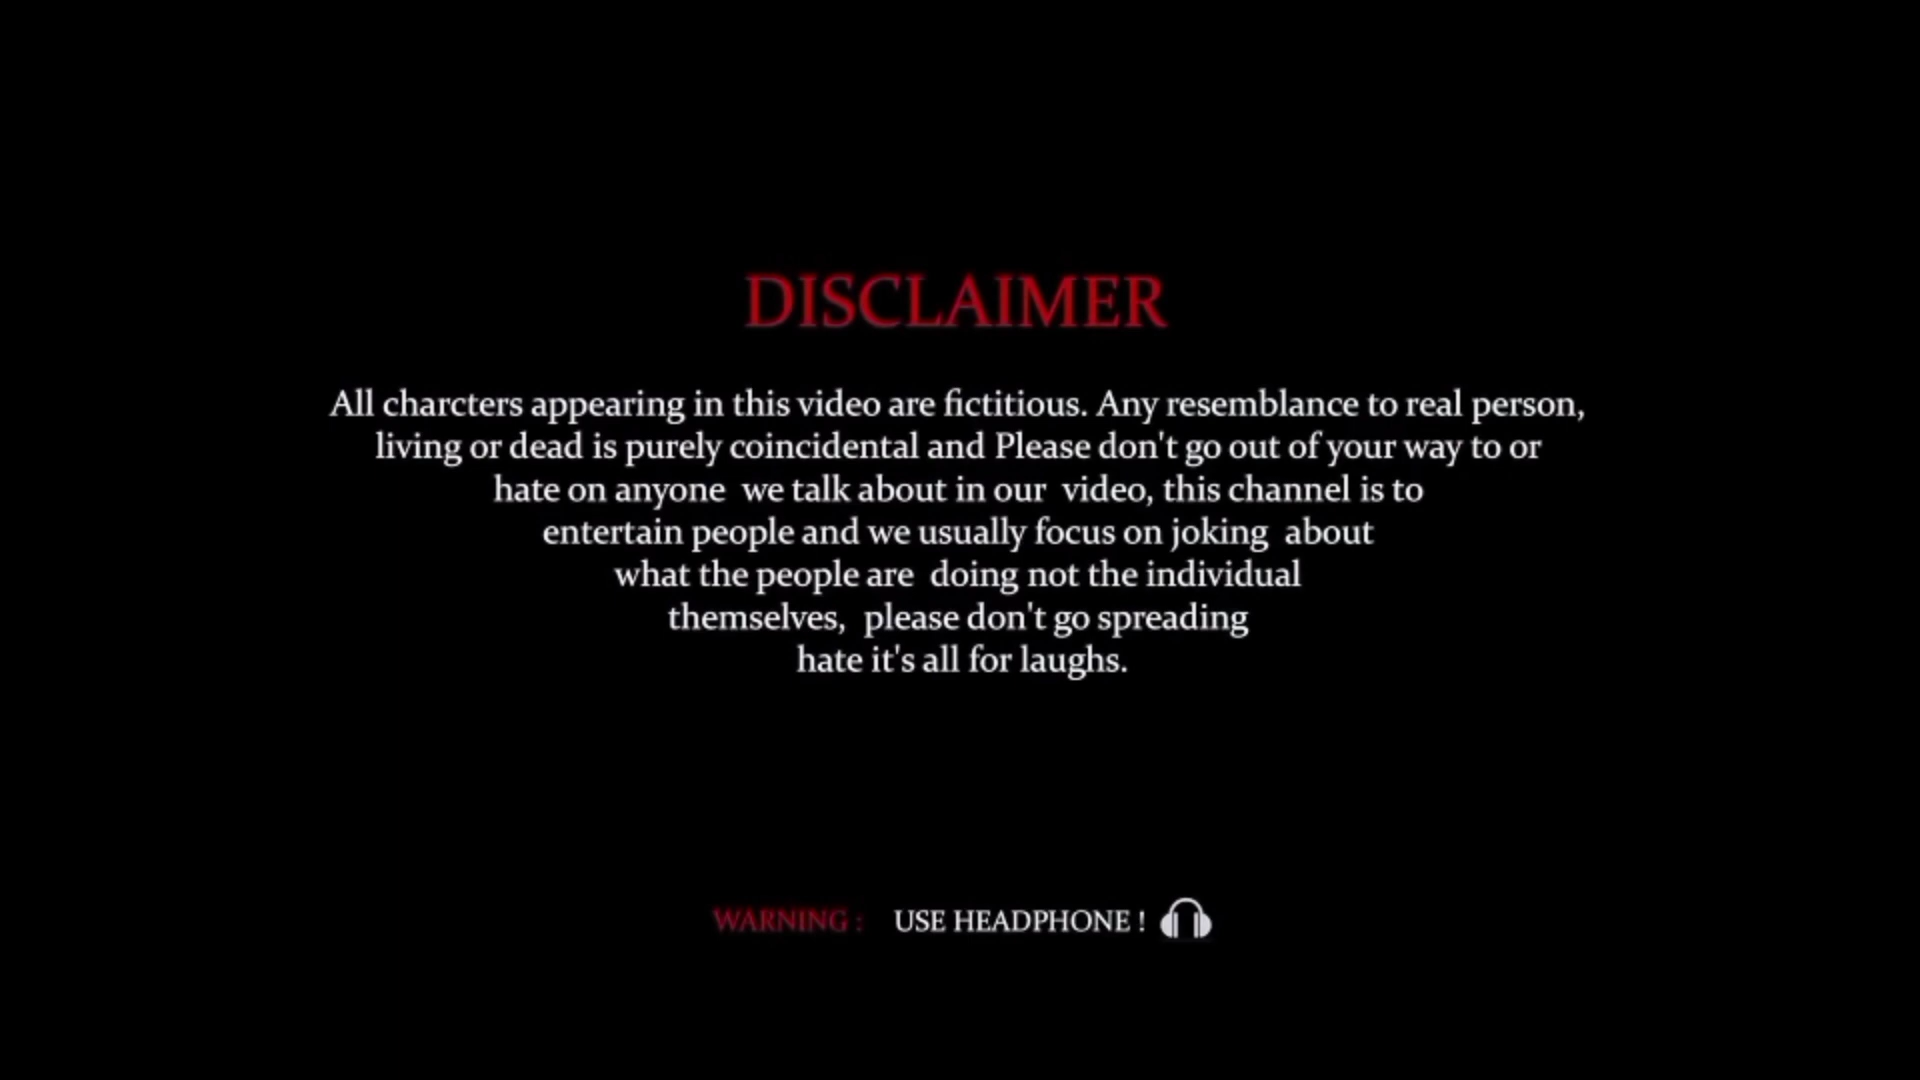 DISCLAIMER
All charcters appearing in this video are fictitious. Any resemblance to real person,
living or dead is purely coincidental and Please don't go out of your way to or
hate on anyone we talk about in our video, this channel is to
entertain people and we usually focus on joking about
what the people are doing not the individual
themselves, please don't go spreading
hate it's all for laughs.
WARNING : USE HEADPHONE !